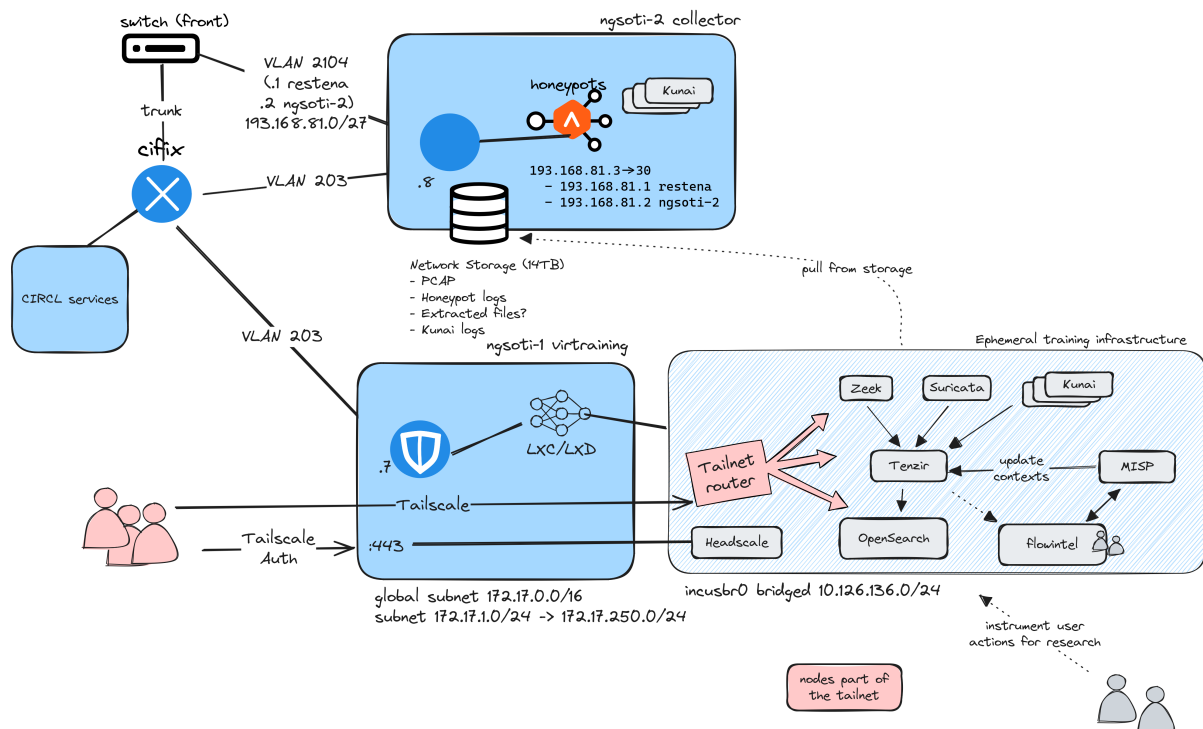 switch (front)
ngsoti-2 collector
VLAN 2104
(.1 restena
.2 ngsoti-2)
193.168.81.0/27
trunk
ciflix
VLAN 203
honeypots
Kunai
.8
193.168.81.3->30
- 193.168.81.1 restena
- 193.168.81.2 ngsoti-2
CIRCL services
Network Storage (14TB)
- PCAP
- Honeypot logs
- Extracted files?
- Kunai logs
pull from storage
VLAN 203
ngsoti-1 virtraining
Ephemeral training infrastructure
Zeek
Suricata
Kunai
LXC/LXD
.7
Tailnet
router
Tenzir
update
contexts
MISP
Tailscale
Tailscale
Auth
:443
Headscale
OpenSearch
flowintel
global subnet 172.17.0.0/16
subnet 172.17.1.0/24 -> 172.17.250.0/24
incusbr0 bridged 10.126.136.0/24
instrument user
actions for research
nodes part of
the tailnet